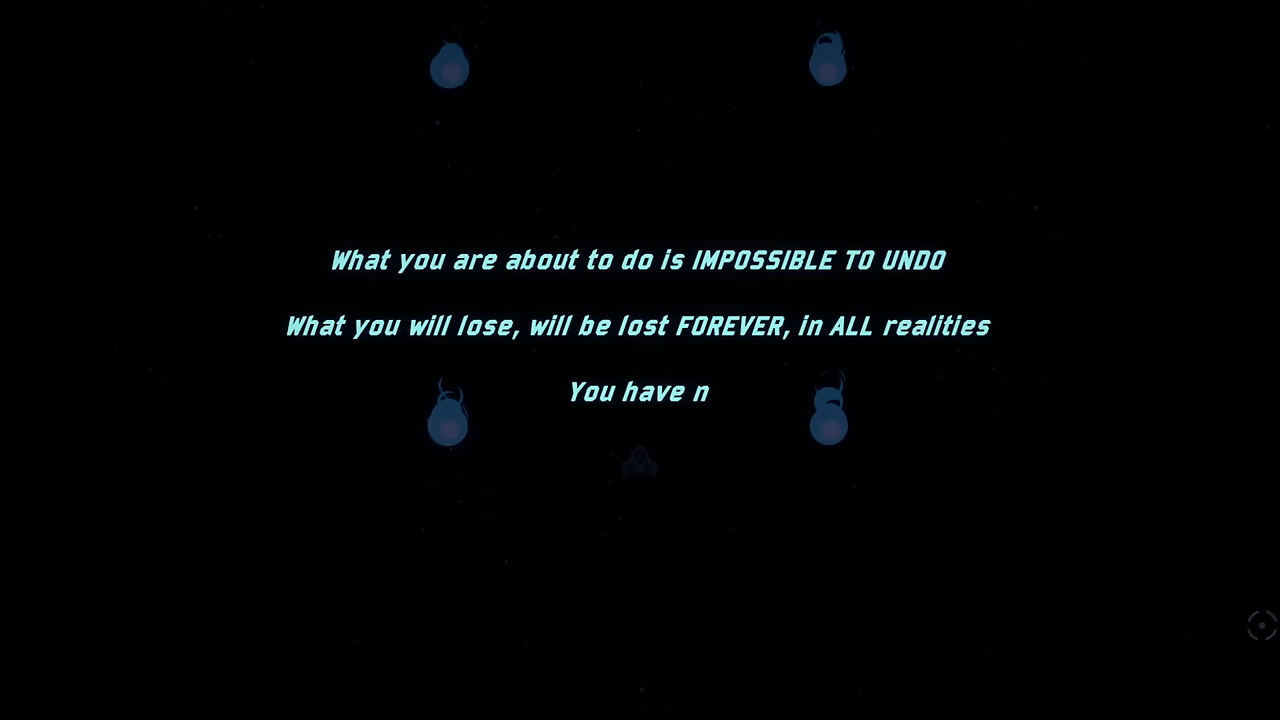 What you are about to do is IMPOSSIBLE TO UNDO
What you will lose, will be lost FOREVER, in ALL realities
You have n